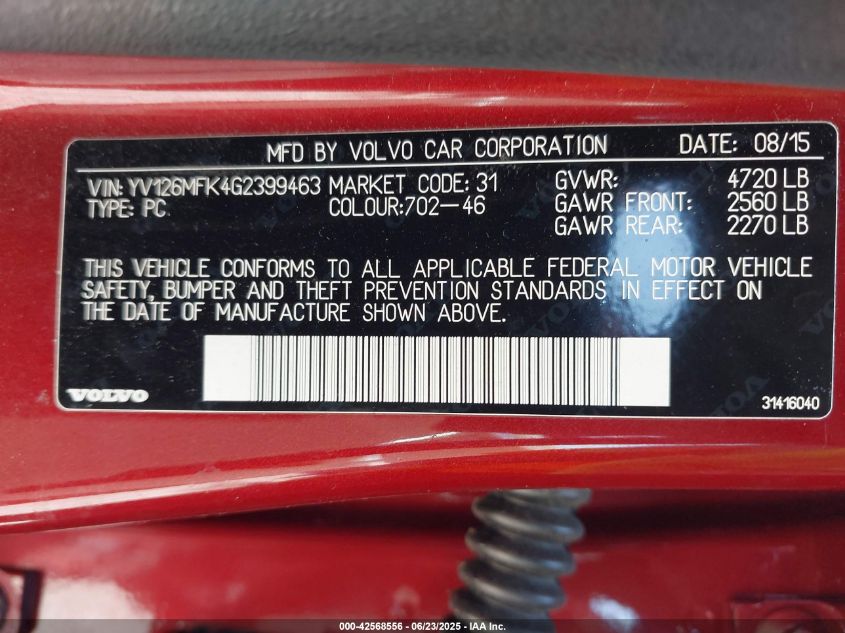 MFD BY VOLVO CAR CORPORATION DATE: 08/15
VIN: YV126MFK4G2399463 MARKET CODE: 31 GVWR: 4720 LB
TYPE: PC COLOUR:702-46 GAWR FRONT: 2560 LB
GAWR REAR: 2270 LB
THIS VEHICLE CONFORMS TO ALL APPLICABLE FEDERAL MOTOR VEHICLE
SAFETY, BUMPER AND THEFT PREVENTION STANDARDS IN EFFECT ON
THE DATE OF MANUFACTURE SHOWN ABOVE.
VOLVO 31416040
000-42568556 - 06/23/2025 - IAA Inc.